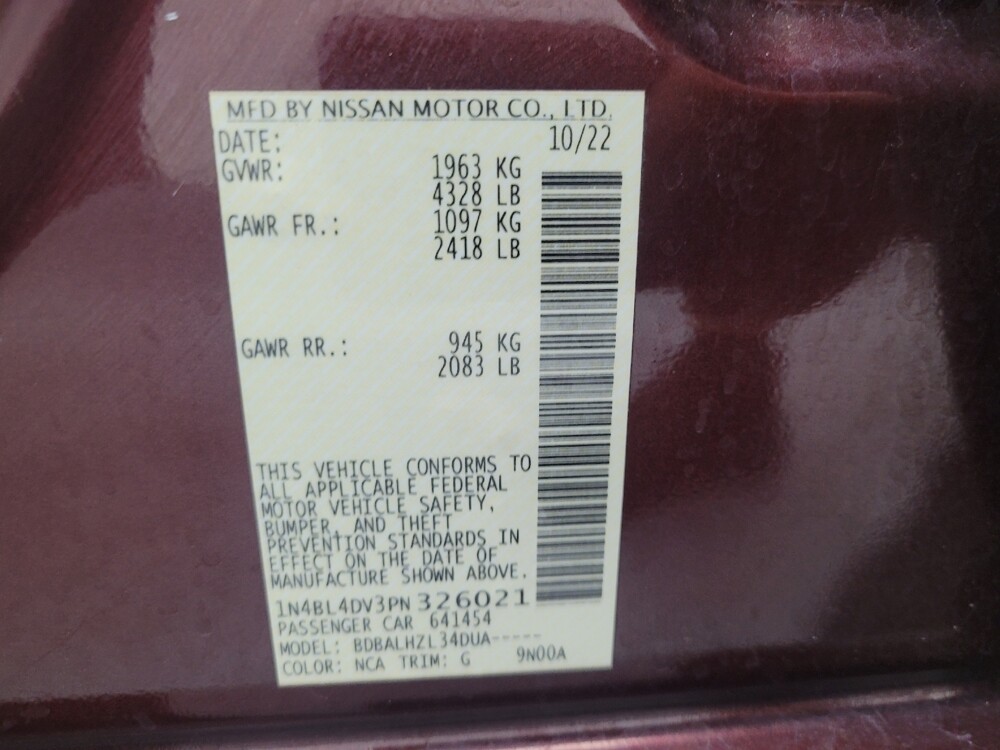 MFD BY NISSAN MOTOR CO., LTD.
DATE: 10/22
GVWR: 1963 KG
4328 LB
GAWR FR.: 1097 KG
2418 LB
GAWR RR.: 945 KG
2083 LB
THIS VEHICLE CONFORMS TO
ALL APPLICABLE FEDERAL
MOTOR VEHICLE SAFETY,
BUMPER, AND THEFT
PREVENTION STANDARDS IN
EFFECT ON THE DATE OF
MANUFACTURE SHOWN ABOVE.
1N4BL4DV3PN326021
PASSENGER CAR 641454
MODEL: BDBALHZL34DUA-----
COLOR: NCA TRIM: G 9N00A